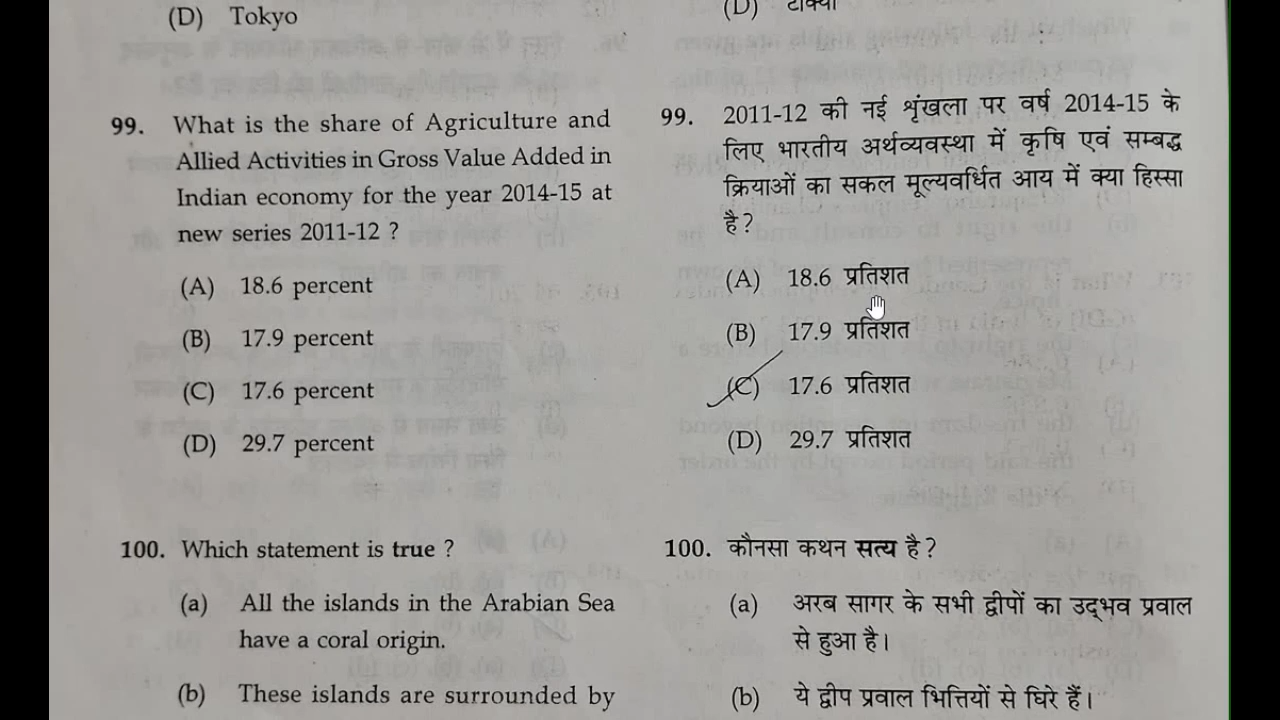 (D) Tokyo
99. What is the share of Agriculture and
Allied Activities in Gross Value Added in
Indian economy for the year 2014-15 at
new series 2011-12 ?
(A) 18.6 percent
(B) 17.9 percent
(C) 17.6 percent
(D) 29.7 percent
100. Which statement is true ?
(a) All the islands in the Arabian Sea
have a coral origin.
(b) These islands are surrounded by
(D) टोक्यो
99. 2011-12 की नई शृंखला पर वर्ष 2014-15 के
लिए भारतीय अर्थव्यवस्था में कृषि एवं सम्बद्ध
क्रियाओं का सकल मूल्यवर्धित आय में क्या हिस्सा
है ?
(A) 18.6 प्रतिशत
(B) 17.9 प्रतिशत
(C) 17.6 प्रतिशत
(D) 29.7 प्रतिशत
100. कौनसा कथन सत्य है ?
(a) अरब सागर के सभी द्वीपों का उद्‌भव प्रवाल
से हुआ है।
(b) ये द्वीप प्रवाल भित्तियों से घिरे हैं।